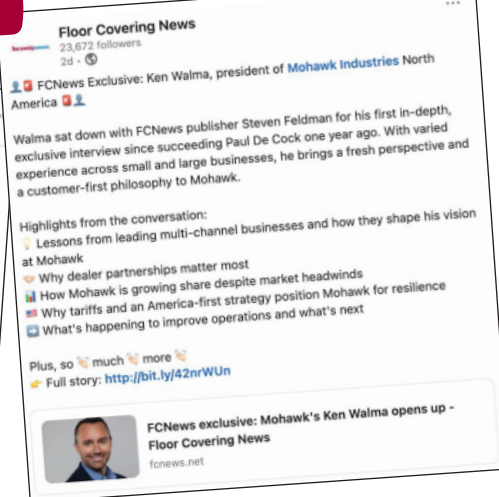 Floor Covering News
23,672 followers
2d •
FCNews Exclusive: Ken Walma, president of Mohawk Industries North
America
Walma sat down with FCNews publisher Steven Feldman for his first in-depth,
exclusive interview since succeeding Paul De Cock one year ago. With varied
experience across small and large businesses, he brings a fresh perspective and
a customer-first philosophy to Mohawk.
Highlights from the conversation:
💡 Lessons from leading multi-channel businesses and how they shape his vision
at Mohawk
🤝 Why dealer partnerships matter most
📊 How Mohawk is growing share despite market headwinds
🇺🇸 Why tariffs and an America-first strategy position Mohawk for resilience
➡️ What's happening to improve operations and what's next
Plus, so 👏🏻 much 👏🏻 more 👏🏻
👉 Full story: http://bit.ly/42nrWUn
FCNews exclusive: Mohawk's Ken Walma opens up -
Floor Covering News
fcnews.net